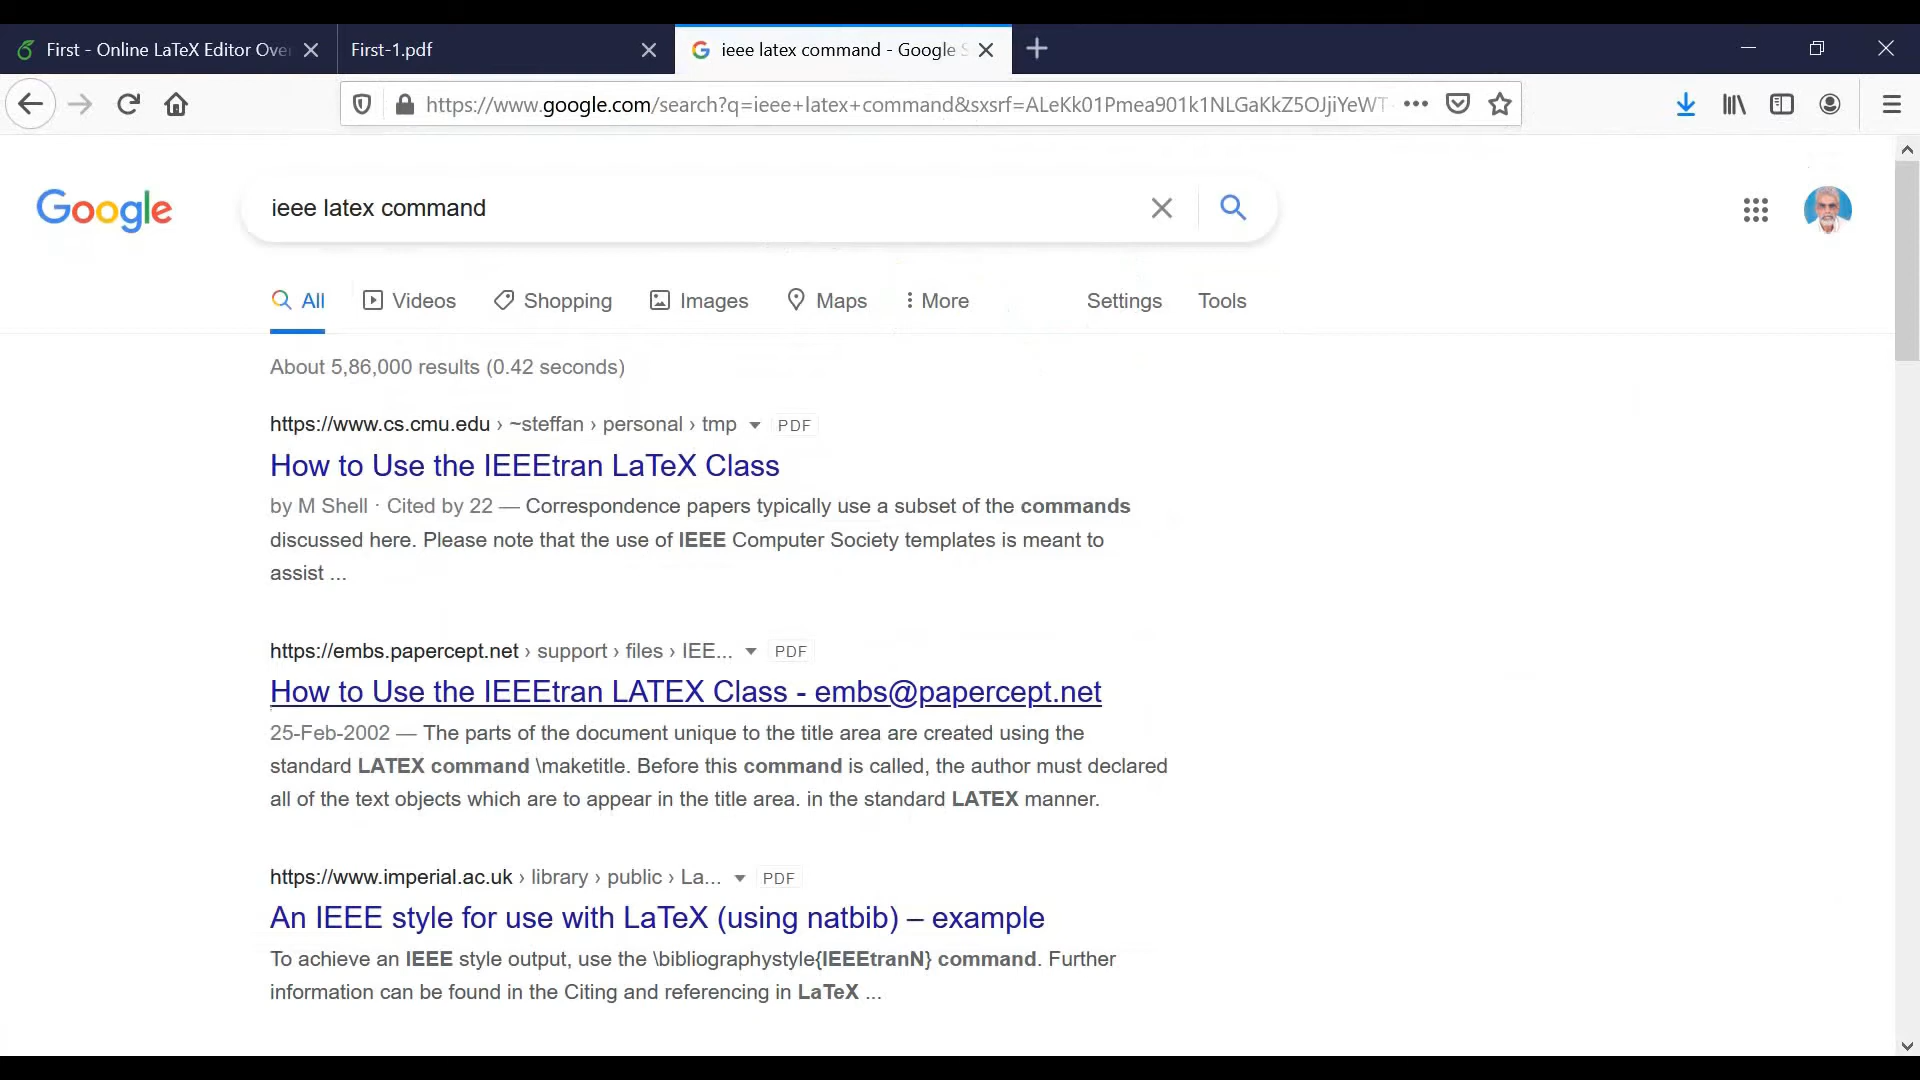 First - Online LaTeX Editor Ove
First-1.pdf
ieee latex command - Google S
https://www.google.com/search?q=ieee+latex+command&sxsrf=ALeKk01Pmea901k1NLGaKkZ5OJjiYeWT
Google
ieee latex command
All
Videos
Shopping
Images
Maps
More
Settings
Tools
About 5,86,000 results (0.42 seconds)
https://www.cs.cmu.edu › ~steffan › personal › tmp PDF
How to Use the IEEEtran LaTeX Class
by M Shell · Cited by 22 — Correspondence papers typically use a subset of the commands
discussed here. Please note that the use of IEEE Computer Society templates is meant to
assist ...
https://embs.papercept.net › support › files › IEE... PDF
How to Use the IEEEtran LATEX Class - embs@papercept.net
25-Feb-2002 — The parts of the document unique to the title area are created using the
standard LATEX command \maketitle. Before this command is called, the author must declared
all of the text objects which are to appear in the title area. in the standard LATEX manner.
https://www.imperial.ac.uk › library › public › La... PDF
An IEEE style for use with LaTeX (using natbib) – example
To achieve an IEEE style output, use the \bibliographystyle{IEEEtranN} command. Further
information can be found in the Citing and referencing in LaTeX ...